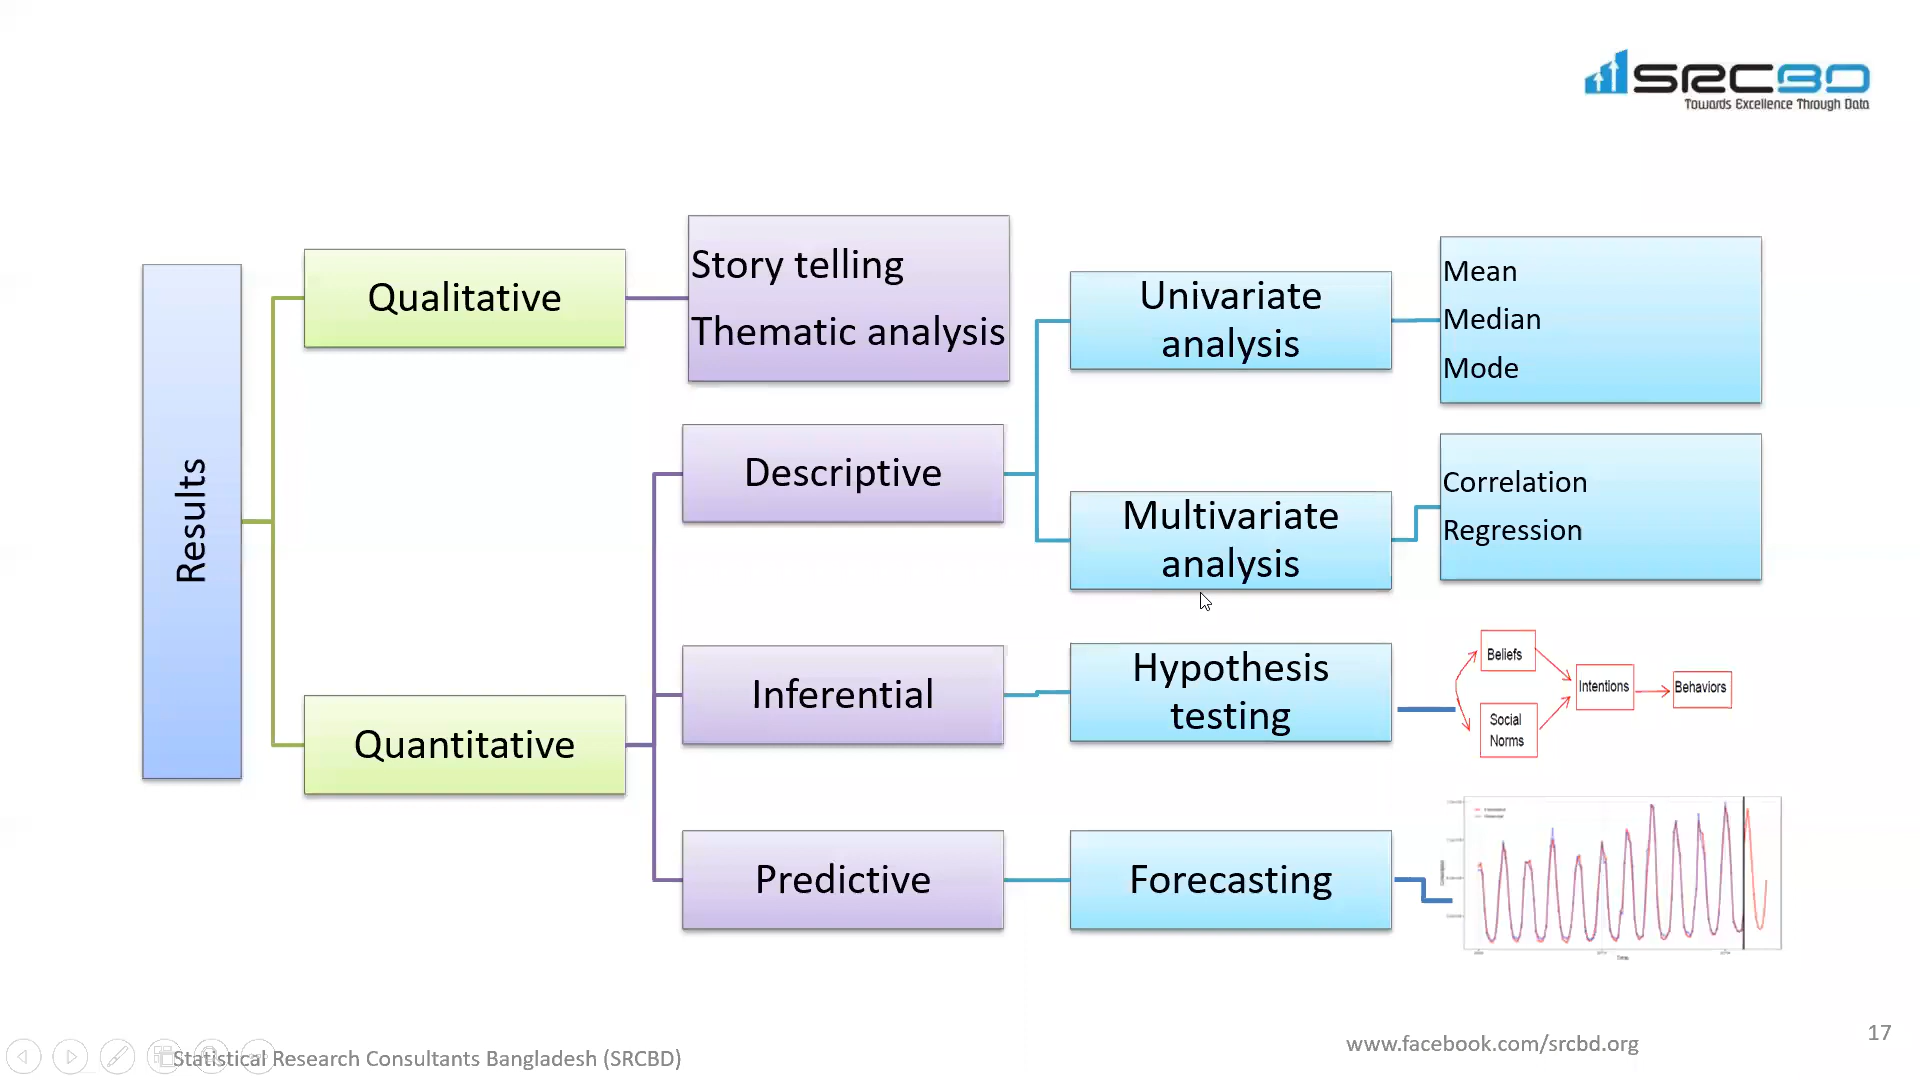 SRCBD
Towards Excellence Through Data
Results
Qualitative
Story telling
Thematic analysis
Quantitative
Descriptive
Univariate
analysis
Mean
Median
Mode
Multivariate
analysis
Correlation
Regression
Inferential
Hypothesis
testing
Beliefs
Social
Norms
Intentions
Behaviors
Predictive
Forecasting
Time
Statistical Research Consultants Bangladesh (SRCBD)
www.facebook.com/srcbd.org
17